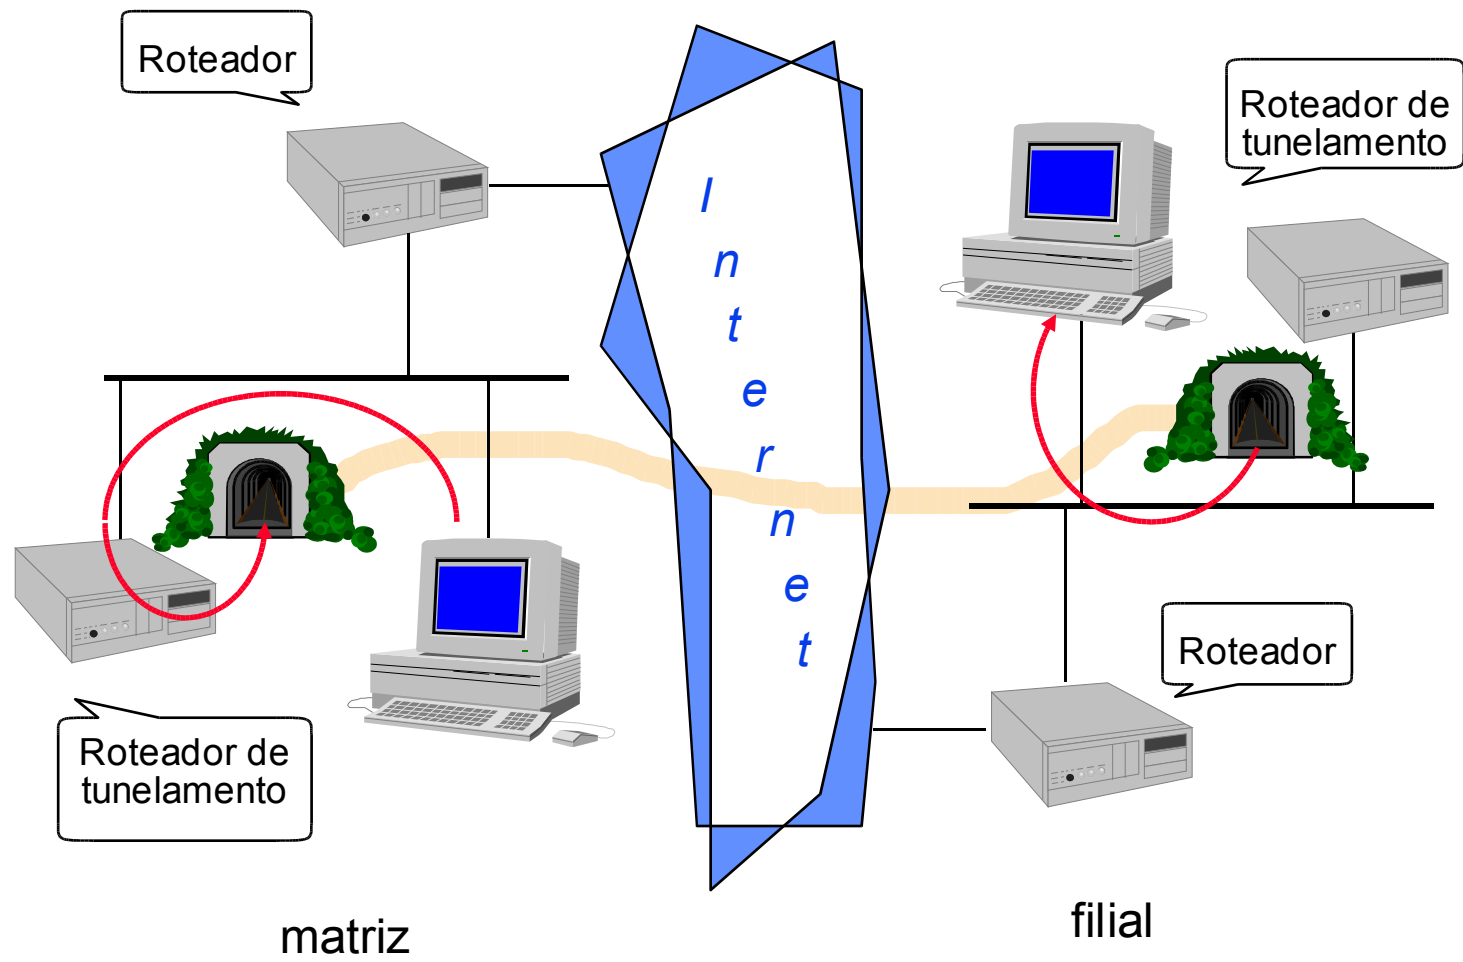 Roteador
Roteador de
tunelamento
I
n
t
e
r
n
e
t
Roteador
Roteador de
tunelamento
matriz
filial